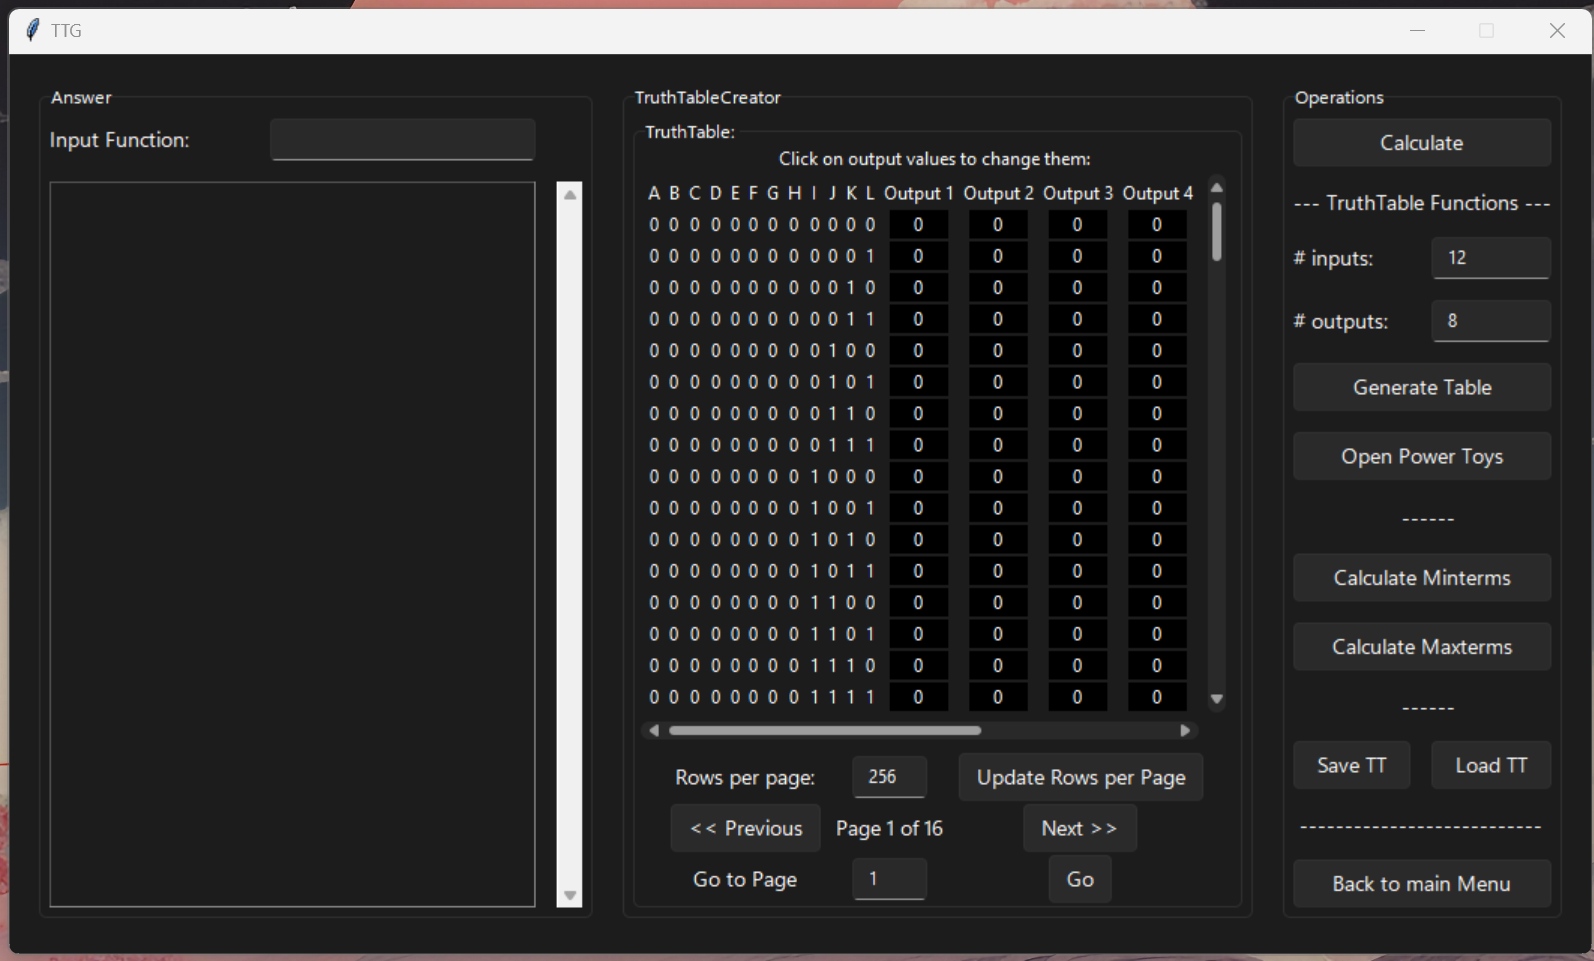 TTG
Answer
Input Function:
TruthTableCreator
TruthTable:
Click on output values to change them:
A B C D E F G H I J K L Output 1 Output 2 Output 3 Output 4
0 0 0 0 0 0 0 0 0 0 0 0 0 0 0 0
0 0 0 0 0 0 0 0 0 0 0 1 0 0 0 0
0 0 0 0 0 0 0 0 0 0 1 0 0 0 0 0
0 0 0 0 0 0 0 0 0 0 1 1 0 0 0 0
0 0 0 0 0 0 0 0 0 1 0 0 0 0 0 0
0 0 0 0 0 0 0 0 0 1 0 1 0 0 0 0
0 0 0 0 0 0 0 0 0 1 1 0 0 0 0 0
0 0 0 0 0 0 0 0 0 1 1 1 0 0 0 0
0 0 0 0 0 0 0 0 1 0 0 0 0 0 0 0
0 0 0 0 0 0 0 0 1 0 0 1 0 0 0 0
0 0 0 0 0 0 0 0 1 0 1 0 0 0 0 0
0 0 0 0 0 0 0 0 1 0 1 1 0 0 0 0
0 0 0 0 0 0 0 0 1 1 0 0 0 0 0 0
0 0 0 0 0 0 0 0 1 1 0 1 0 0 0 0
0 0 0 0 0 0 0 0 1 1 1 0 0 0 0 0
0 0 0 0 0 0 0 0 1 1 1 1 0 0 0 0
Rows per page: 256 Update Rows per Page
<< Previous Page 1 of 16 Next >>
Go to Page 1 Go
Operations
Calculate
--- TruthTable Functions ---
# inputs: 12
# outputs: 8
Generate Table
Open Power Toys
------
Calculate Minterms
Calculate Maxterms
------
Save TT Load TT
---------------------------
Back to main Menu